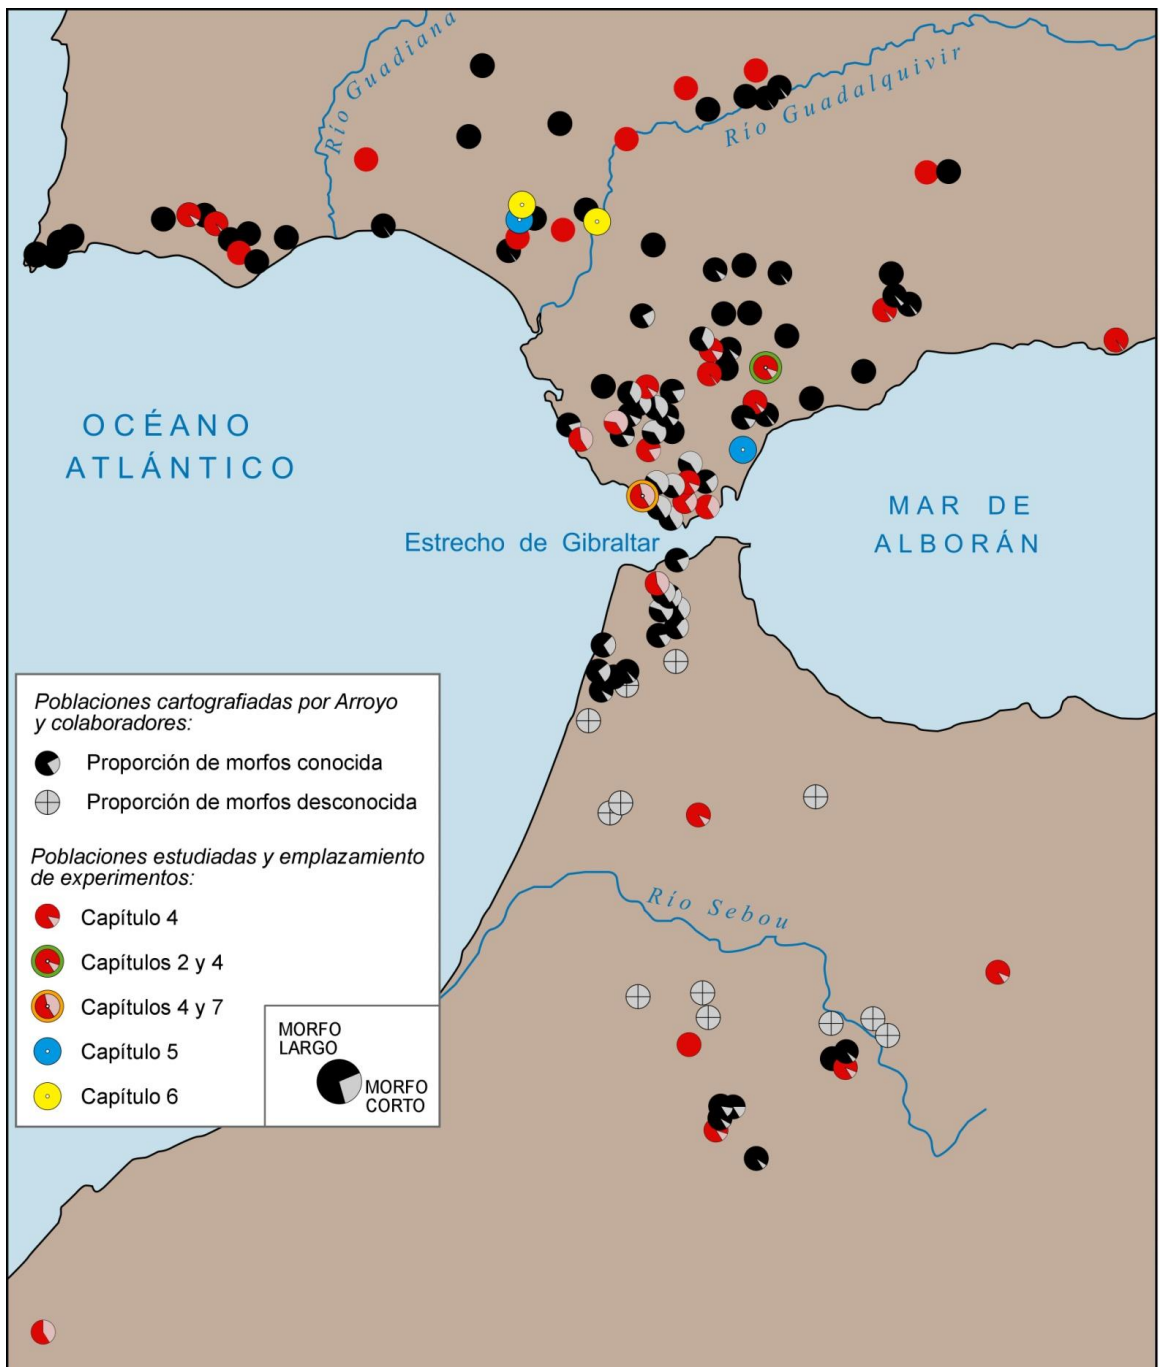 Río Guadiana
Río Guadalquivir
OCÉANO
ATLÁNTICO
MAR DE
ALBORÁN
Estrecho de Gibraltar
Poblaciones cartografiadas por Arroyo
y colaboradores:
Proporción de morfos conocida
Proporción de morfos desconocida
Poblaciones estudiadas y emplazamiento
de experimentos:
Capítulo 4
Capítulos 2 y 4
Capítulos 4 y 7
Capítulo 5
Capítulo 6
MORFO
LARGO
MORFO
CORTO
Río Sebou